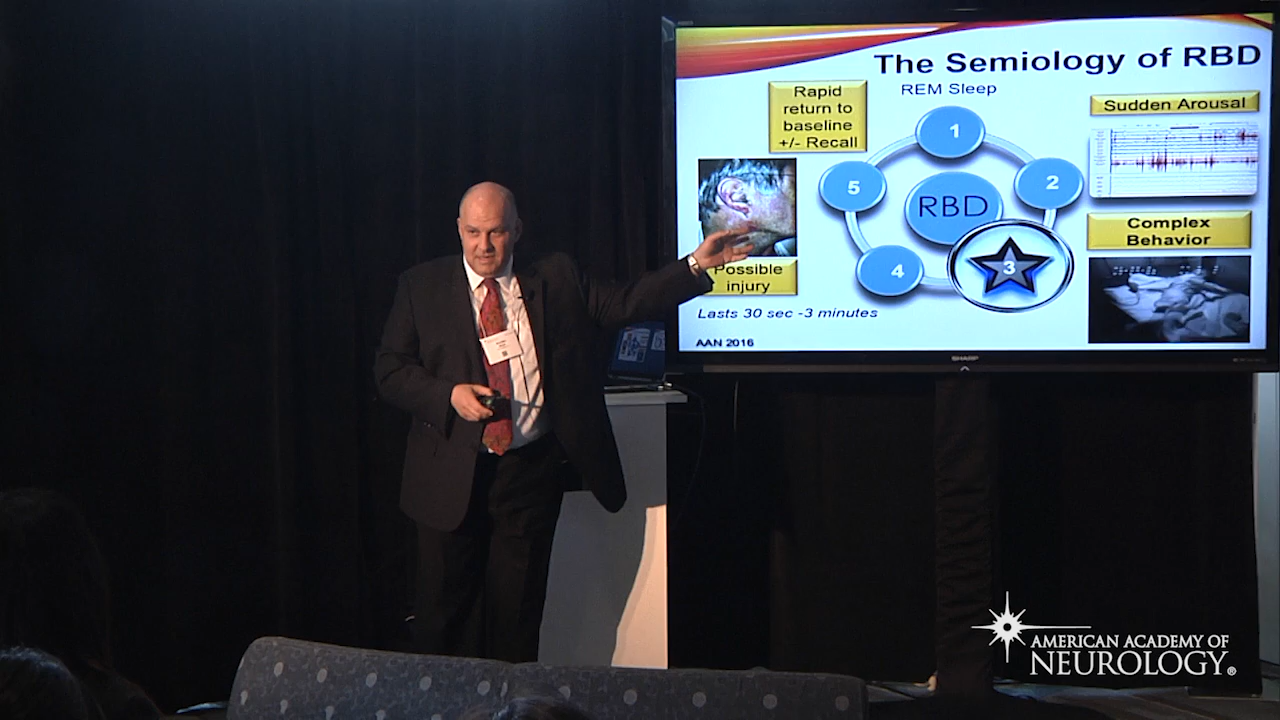 The Semiology of RBD
REM Sleep
Rapid
return to
baseline
+/- Recall
Sudden Arousal
1
2
3
4
5
RBD
Complex
Behavior
Possible
injury
Lasts 30 sec -3 minutes
AAN 2016
SHARP
AMERICAN ACADEMY OF
NEUROLOGY®